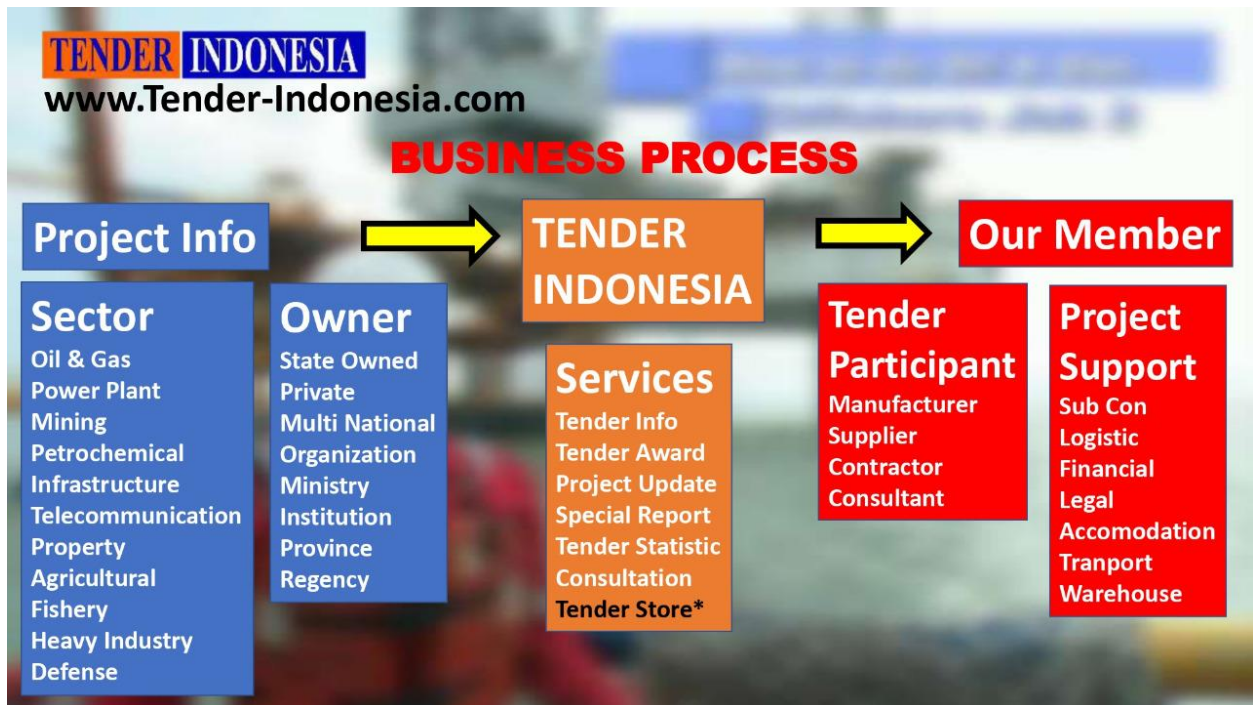 TENDER INDONESIA
www.Tender-Indonesia.com
BUSINESS PROCESS
Project Info
Sector
Oil & Gas
Power Plant
Mining
Petrochemical
Infrastructure
Telecommunication
Property
Agricultural
Fishery
Heavy Industry
Defense
Owner
State Owned
Private
Multi National
Organization
Ministry
Institution
Province
Regency
TENDER
INDONESIA
Services
Tender Info
Tender Award
Project Update
Special Report
Tender Statistic
Consultation
Tender Store*
Our Member
Tender
Participant
Manufacturer
Supplier
Contractor
Consultant
Project
Support
Sub Con
Logistic
Financial
Legal
Accomodation
Tranport
Warehouse